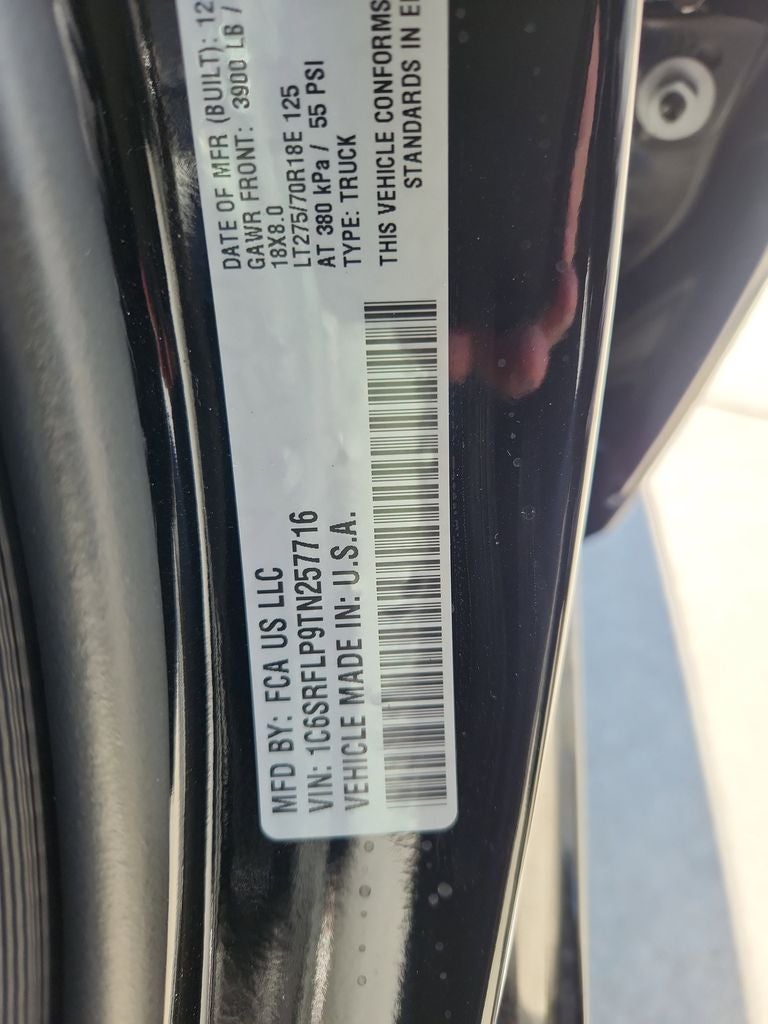 MFD BY: FCA US LLC
VIN: 1C6SRFLP9TN257716
VEHICLE MADE IN: U.S.A.
DATE OF MFR (BUILT): 12
GAWR FRONT: 3900 LB /
18X8.0
LT275/70R18E 125
AT 380 kPa / 55 PSI
TYPE: TRUCK
THIS VEHICLE CONFORMS
STANDARDS IN